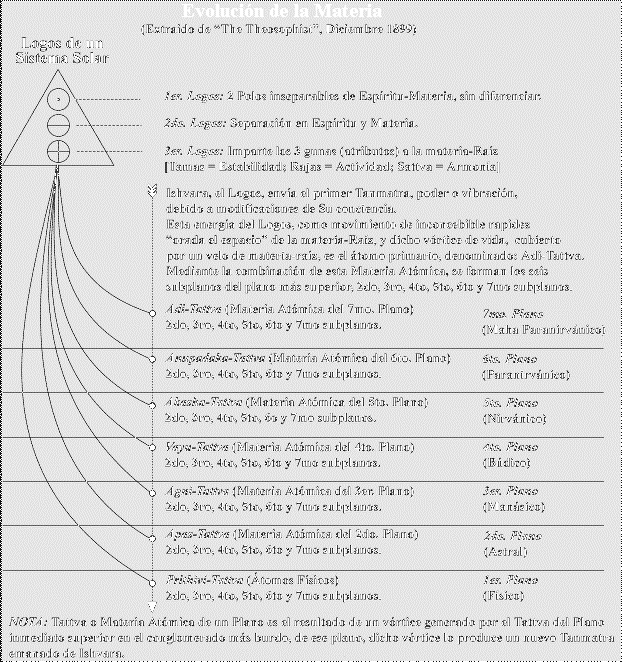 Evolución de la Materia
(Extraído de “The Theosophist”, Diciembre 1899)
Logos de un
Sistema Solar
1er. Logos: 2 Polos inseparables de Espíritu-Materia, sin diferenciar.
2do. Logos: Separación en Espíritu y Materia.
3er. Logos: Imparte los 3 gunas (atributos) a la materia-Raíz
[Tamas = Estabilidad; Rajas = Actividad; Sattva = Armonía]
Ishvara, el Logos, envía el primer Tanmatra, poder o vibración,
debido a modificaciones de Su conciencia.
Esta energía del Logos, como movimiento de inconcebible rapidez
“orada el espacio” de la materia-Raíz, y dicho vórtice de vida, cubierto
por un velo de materia raíz, es el átomo primario, denominado: Adi-Tattva.
Mediante la combinación de esta Materia Atómica, se forman los seis
subplanos del plano más superior, 2do, 3ro, 4to, 5to, 6to y 7mo subplanos.
Adi-Tattva (Materia Atómica del 7mo. Plano)
2do, 3ro, 4to, 5to, 6to y 7mo subplanos.
7mo. Plano
(Maha Paranirvánico)
Anupadaka-Tattva (Materia Atómica del 6to. Plano)
2do, 3ro, 4to, 5to, 6to y 7mo subplanos.
6to. Plano
(Paranirvánico)
Akasha-Tattva (Materia Atómica del 5to. Plano)
2do, 3ro, 4to, 5to, 6o y 7mo subplanos.
5to. Plano
(Nirvánico)
Vayu-Tattva (Materia Atómica del 4to. Plano)
2do, 3ro, 4to, 5to, 6to y 7mo subplanos.
4to. Plano
(Búdico)
Agni-Tattva (Materia Atómica del 3er. Plano)
2do, 3ro, 4to, 5to, 6to y 7mo subplanos.
3er. Plano
(Manásico)
Apas-Tattva (Materia Atómica del 2do. Plano)
2do, 3ro, 4to, 5to, 6to y 7mo subplanos.
2do. Plano
(Astral)
Prithivi-Tattva (Átomos Físicos)
2do, 3ro, 4to, 5to, 6to y 7mo subplanos.
1er. Plano
(Físico)
NOTA: Tattva o Materia Atómica de un Plano es el resultado de un vórtice generado por el Tattva del Plano
inmediato superior en el conglomerado más burdo, de ese plano, dicho vórtice lo produce un nuevo Tanmatra
emanado de Ishvara.